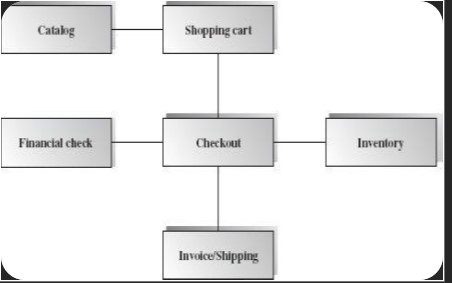 Catalog
Shopping cart
Financial check
Checkout
Inventory
Invoice/Shipping